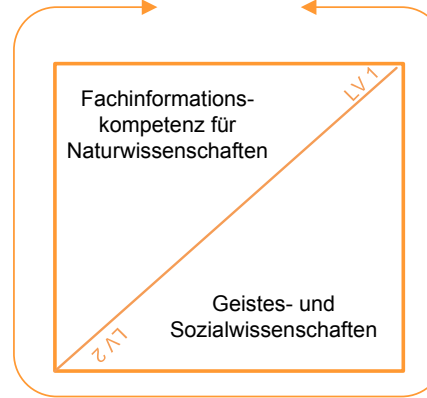 Fachinformations-
kompetenz für
Naturwissenschaften
LV 1
Geistes- und
Sozialwissenschaften
LV 2